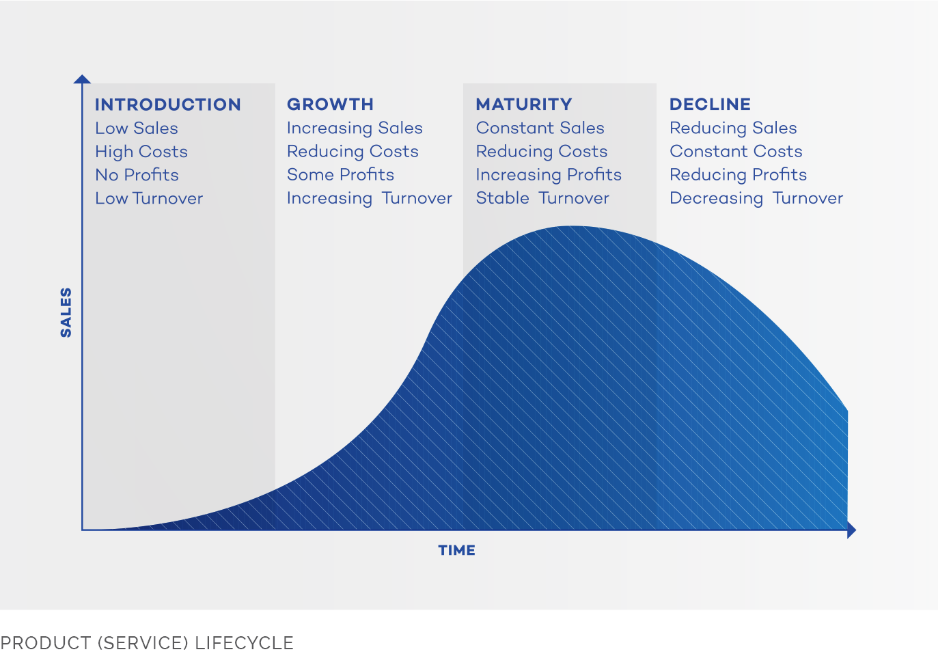 INTRODUCTION
Low Sales
High Costs
No Profits
Low Turnover
GROWTH
Increasing Sales
Reducing Costs
Some Profits
Increasing Turnover
MATURITY
Constant Sales
Reducing Costs
Increasing Profits
Stable Turnover
DECLINE
Reducing Sales
Constant Costs
Reducing Profits
Decreasing Turnover
SALES
TIME
PRODUCT (SERVICE) LIFECYCLE